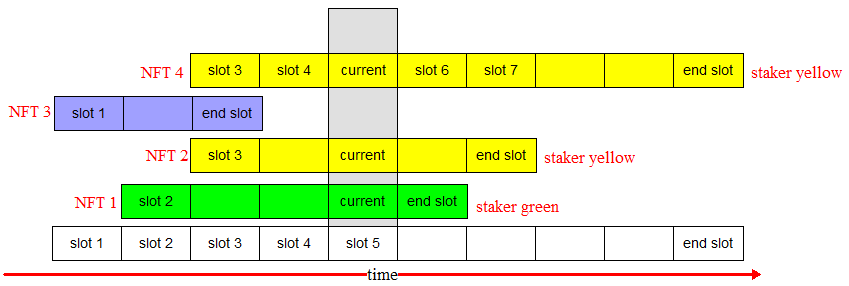 NFT 4 slot 3 slot 4 current slot 6 slot 7 end slot staker yellow
NFT 3 slot 1 end slot
NFT 2 slot 3 current end slot staker yellow
NFT 1 slot 2 current end slot staker green
slot 1 slot 2 slot 3 slot 4 slot 5 end slot
time